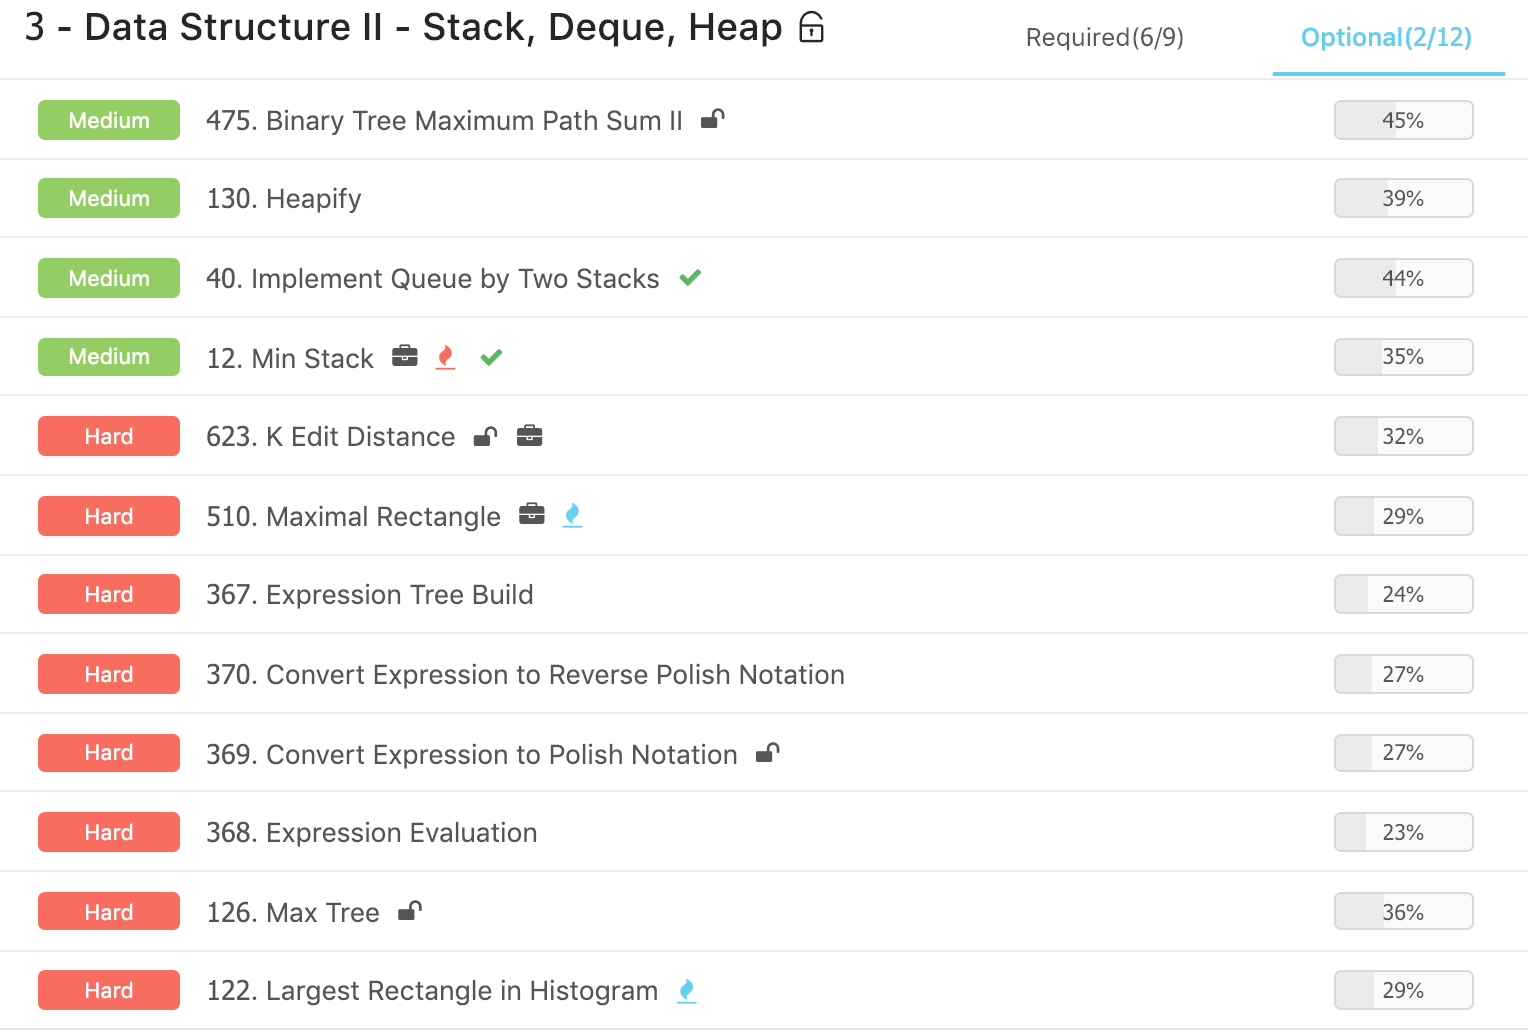 3 - Data Structure II - Stack, Deque, Heap Required(6/9) Optional(2/12)
Medium 475. Binary Tree Maximum Path Sum II 45%
Medium 130. Heapify 39%
Medium 40. Implement Queue by Two Stacks 44%
Medium 12. Min Stack 35%
Hard 623. K Edit Distance 32%
Hard 510. Maximal Rectangle 29%
Hard 367. Expression Tree Build 24%
Hard 370. Convert Expression to Reverse Polish Notation 27%
Hard 369. Convert Expression to Polish Notation 27%
Hard 368. Expression Evaluation 23%
Hard 126. Max Tree 36%
Hard 122. Largest Rectangle in Histogram 29%